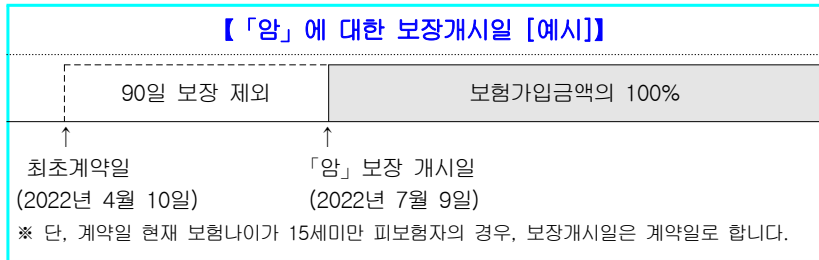 【「암」에 대한 보장개시일 [예시]】
90일 보장 제외 보험가입금액의 100%
↑ ↑
최초계약일 「암」보장 개시일
(2022년 4월 10일) (2022년 7월 9일)
※ 단, 계약일 현재 보험나이가 15세미만 피보험자의 경우, 보장개시일은 계약일로 합니다.